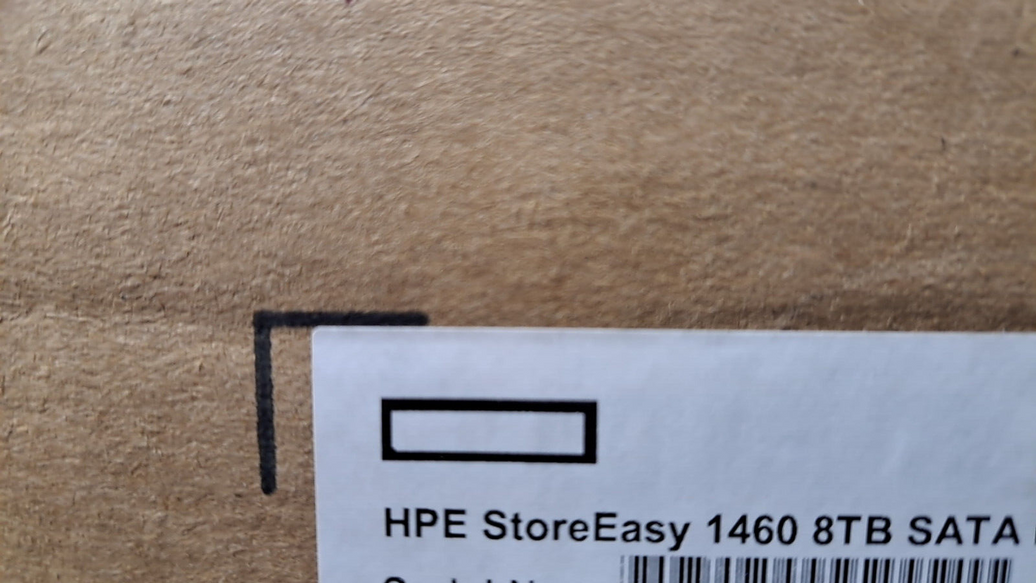 HPE StoreEasy 1460 8TB SATA